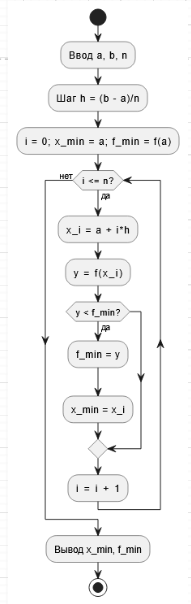 Ввод a, b, n
Шаг h = (b - a)/n
i = 0; x_min = a; f_min = f(a)
нет
i <= n?
да
x_i = a + i*h
y = f(x_i)
y < f_min?
да
f_min = y
x_min = x_i
i = i + 1
Вывод x_min, f_min